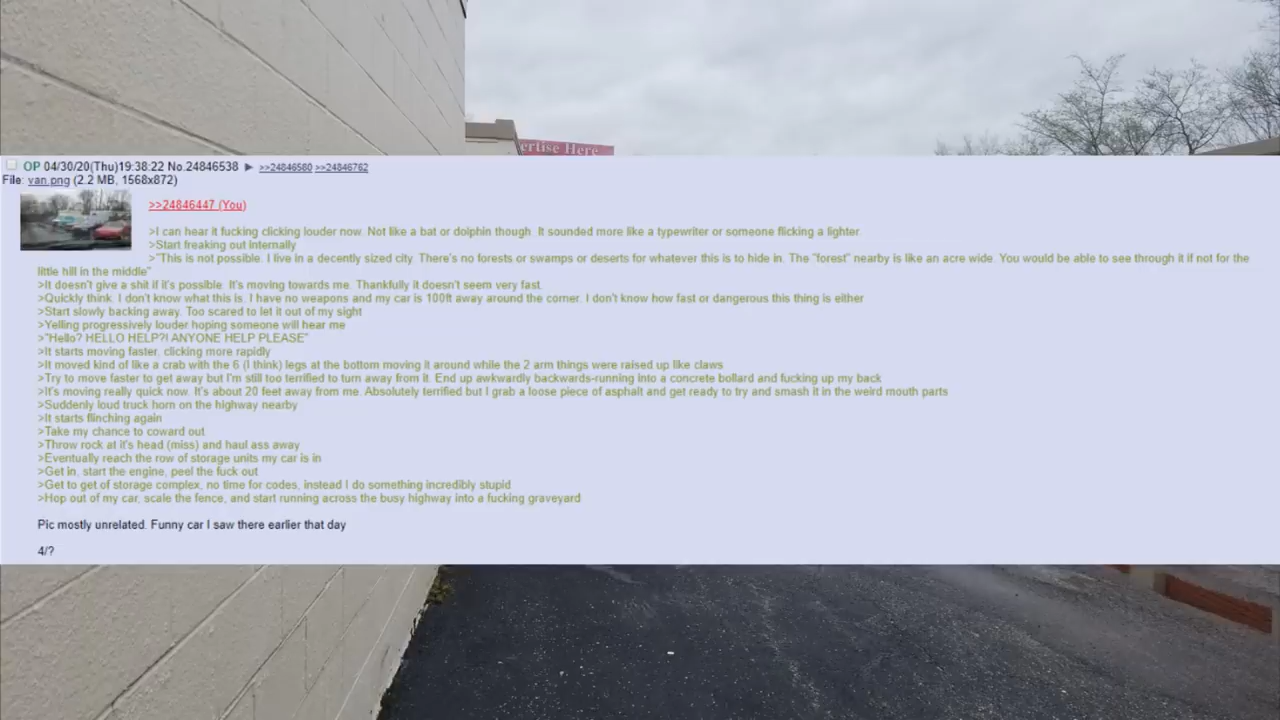 ertise Here
OP 04/30/20(Thu)19:38:22 No.24846538 ▶ >>24846560 >>24846762
File: van.png (2.2 MB, 1568x872)
>>24846447 (You)
>I can hear it fucking clicking louder now. Not like a bat or dolphin though. It sounded more like a typewriter or someone flicking a lighter.
>Start freaking out internally
>"This is not possible. I live in a decently sized city. There's no forests or swamps or deserts for whatever this is to hide in. The "forest" nearby is like an acre wide. You would be able to see through it if not for the
little hill in the middle"
>It doesn't give a shit if it's possible. It's moving towards me. Thankfully it doesn't seem very fast.
>Quickly think. I don't know what this is. I have no weapons and my car is 100ft away around the corner. I don't know how fast or dangerous this thing is either
>Start slowly backing away. Too scared to let it out of my sight
>Yelling progressively louder hoping someone will hear me
>"Hello? HELLO HELP?! ANYONE HELP PLEASE"
>It starts moving faster, clicking more rapidly
>It moved kind of like a crab with the 6 (I think) legs at the bottom moving it around while the 2 arm things were raised up like claws
>Try to move faster to get away but I'm still too terrified to turn away from it. End up awkwardly backwards-running into a concrete bollard and fucking up my back
>It's moving really quick now. It's about 20 feet away from me. Absolutely terrified but I grab a loose piece of asphalt and get ready to try and smash it in the weird mouth parts
>Suddenly loud truck horn on the highway nearby
>It starts flinching again
>Take my chance to coward out
>Throw rock at it's head (miss) and haul ass away
>Eventually reach the row of storage units my car is in
>Get in, start the engine, peel the fuck out
>Get to get of storage complex, no time for codes, instead I do something incredibly stupid
>Hop out of my car, scale the fence, and start running across the busy highway into a fucking graveyard
Pic mostly unrelated. Funny car I saw there earlier that day
4/?